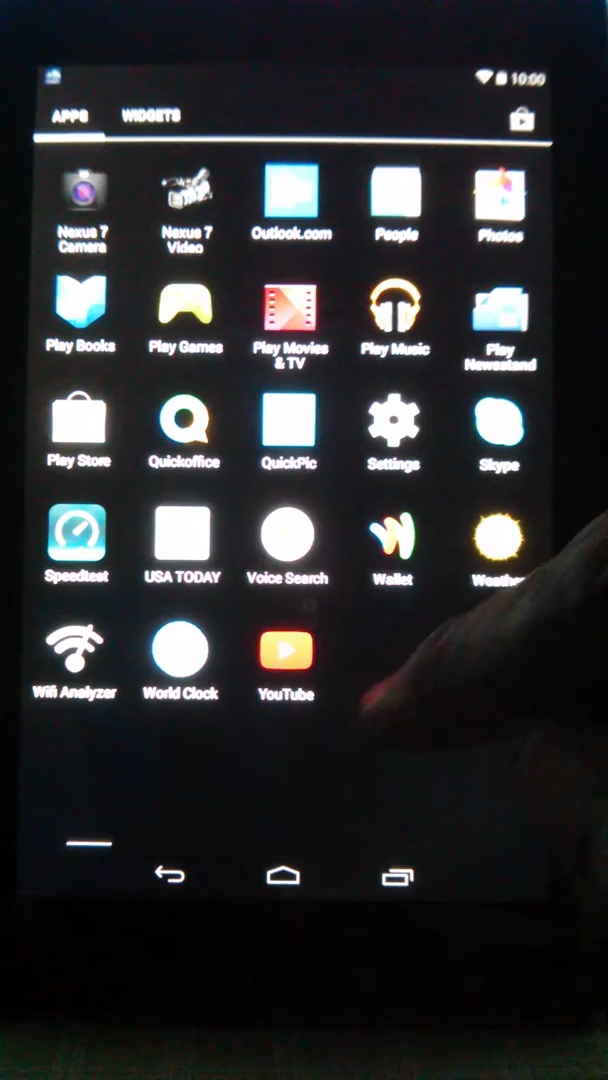 10:00
APPS WIDGETS
Nexus 7 Nexus 7 Outlook.com People Photos
Camera Video
Play Books Play Games Play Movies Play Music Play
& TV Newsstand
Play Store Quickoffice QuickPic Settings Skype
Speedtest USA TODAY Voice Search Wallet Weather
Wifi Analyzer World Clock YouTube